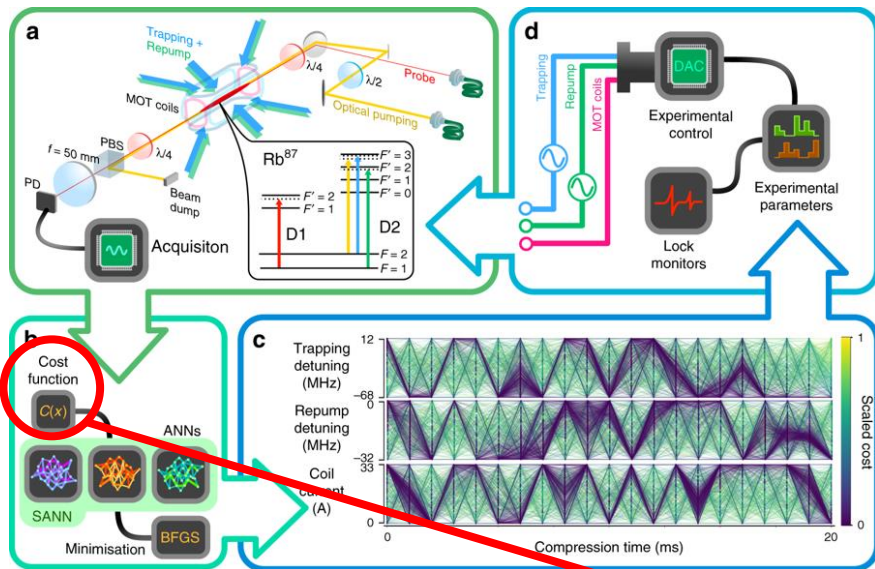 a
Trapping +
Repump
MOT coils
λ/4
λ/2
Probe
Optical pumping
f = 50 mm
PBS
λ/4
PD
Beam
dump
Acquisiton
Rb87
F' = 3
F' = 2
F' = 1
F' = 0
F' = 2
F' = 1
D1
D2
F = 2
F = 1
d
Trapping
Repump
MOT coils
DAC
Experimental
control
Lock
monitors
Experimental
parameters
Cost
function
C(x)
ANNs
SANN
Minimisation
BFGS
c
Trapping
detuning
(MHz)
12
−68
Repump
detuning
(MHz)
0
−32
Coil
current
(A)
33
0
0
Compression time (ms)
20
1
Scaled cost
0